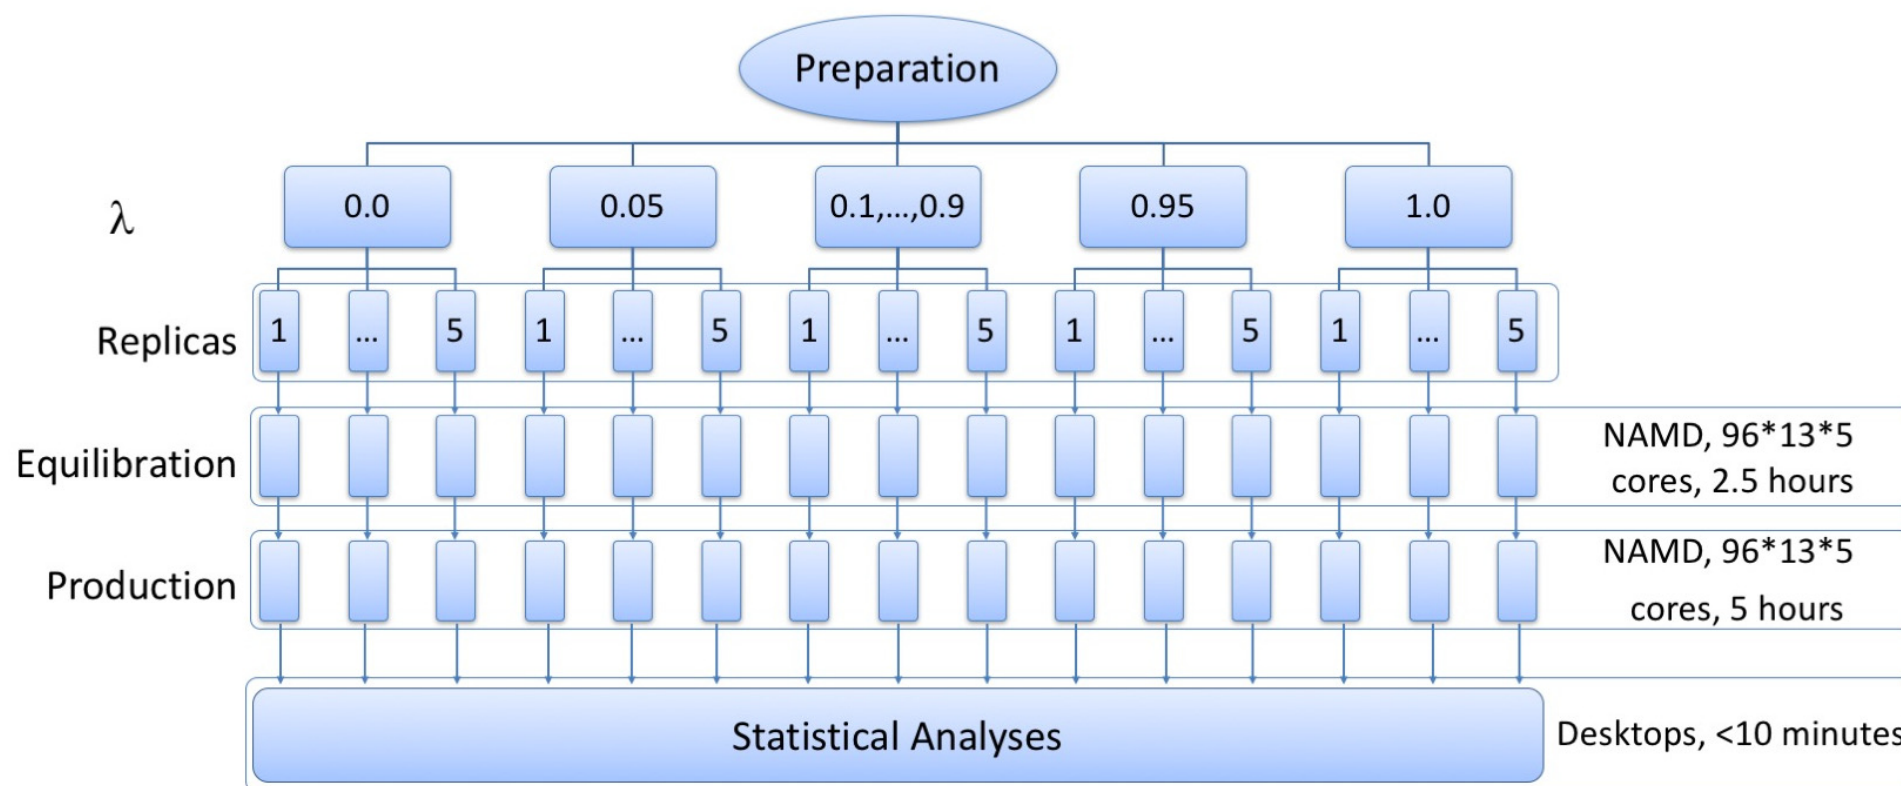 Preparation
λ
0.0
0.05
0.1,...,0.9
0.95
1.0
Replicas
1 ... 5 1 ... 5 1 ... 5 1 ... 5 1 ... 5
Equilibration
NAMD, 96*13*5
cores, 2.5 hours
Production
NAMD, 96*13*5
cores, 5 hours
Statistical Analyses
Desktops, <10 minutes